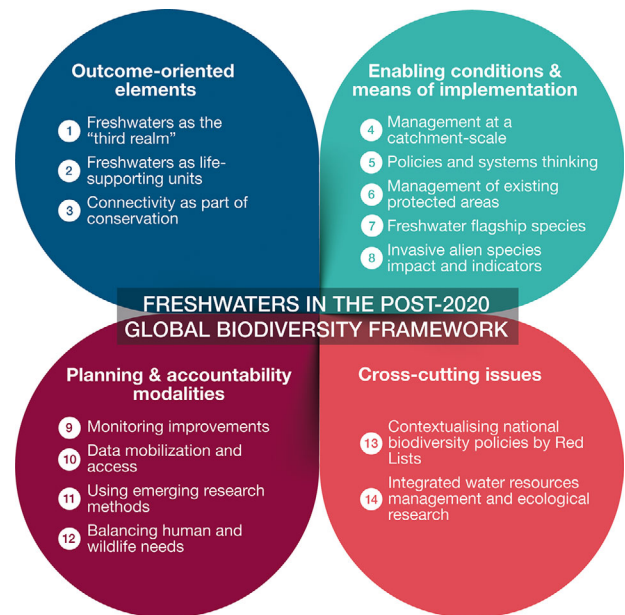 Outcome-oriented
elements
1 Freshwaters as the
“third realm”
2 Freshwaters as life-
supporting units
3 Connectivity as part of
conservation
Enabling conditions &
means of implementation
4 Management at a
catchment-scale
5 Policies and systems thinking
6 Management of existing
protected areas
7 Freshwater flagship species
8 Invasive alien species
impact and indicators
FRESHWATERS IN THE POST-2020
GLOBAL BIODIVERSITY FRAMEWORK
Planning & accountability
modalities
9 Monitoring improvements
10 Data mobilization and
access
11 Using emerging research
methods
12 Balancing human and
wildlife needs
Cross-cutting issues
13 Contextualising national
biodiversity policies by Red
Lists
14 Integrated water resources
management and ecological
research